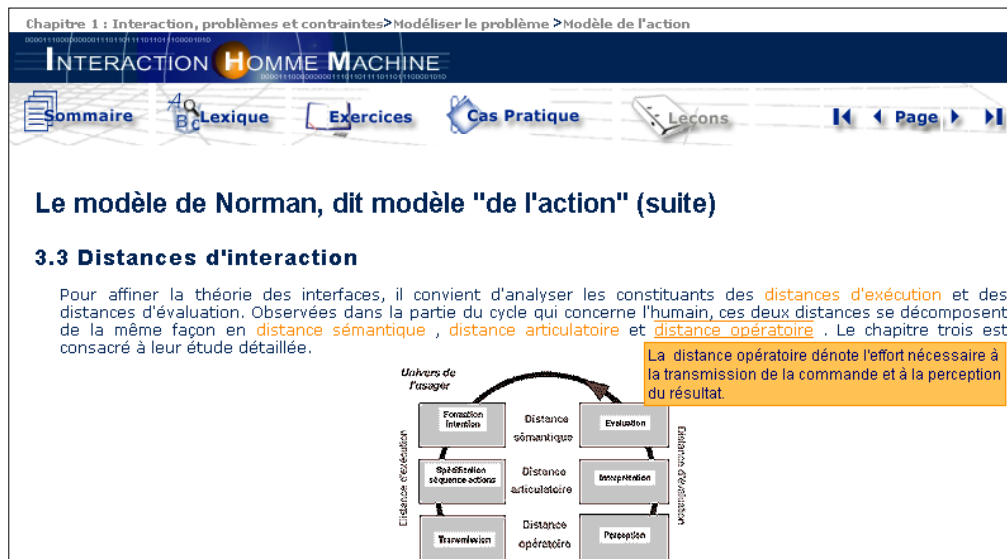 Chapitre 1 : Interaction, problèmes et contraintes>Modéliser le problème >Modèle de l'action
INTERACTION HOMME MACHINE
Sommaire
Lexique
Exercices
Cas Pratique
Leçons
Page
Le modèle de Norman, dit modèle "de l'action" (suite)
3.3 Distances d'interaction
Pour affiner la théorie des interfaces, il convient d'analyser les constituants des distances d'exécution et des
distances d'évaluation. Observées dans la partie du cycle qui concerne l'humain, ces deux distances se décomposent
de la même façon en distance sémantique , distance articulatoire et distance opératoire . Le chapitre trois est
consacré à leur étude détaillée.
La distance opératoire dénote l'effort nécessaire à
la transmission de la commande et à la perception
du résultat.
Univers de
l'usager
Formation
Intention
Distance
sémantique
Evaluation
Distance d'exécution
Spécification
séquence actions
Distance
articulatoire
Interprétation
Distance d'évaluation
Transmission
Distance
opératoire
Perception